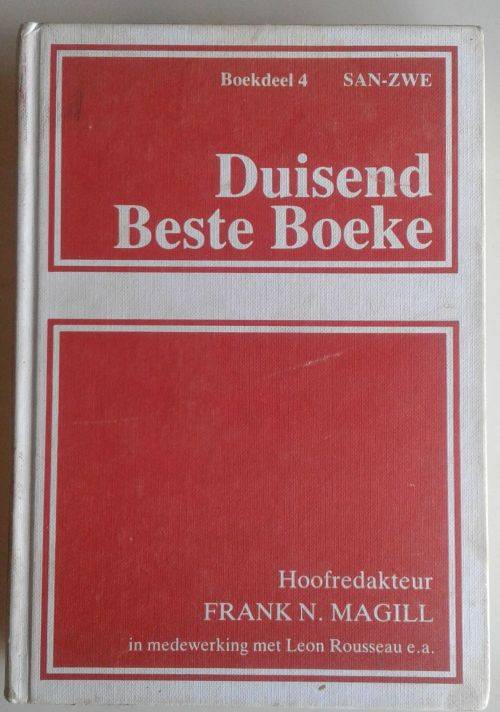 Boekdeel 4 SAN-ZWE
Duisend
Beste Boeke
Hoofredakteur
FRANK N. MAGILL
in medewerking met Leon Rousseau e.a.